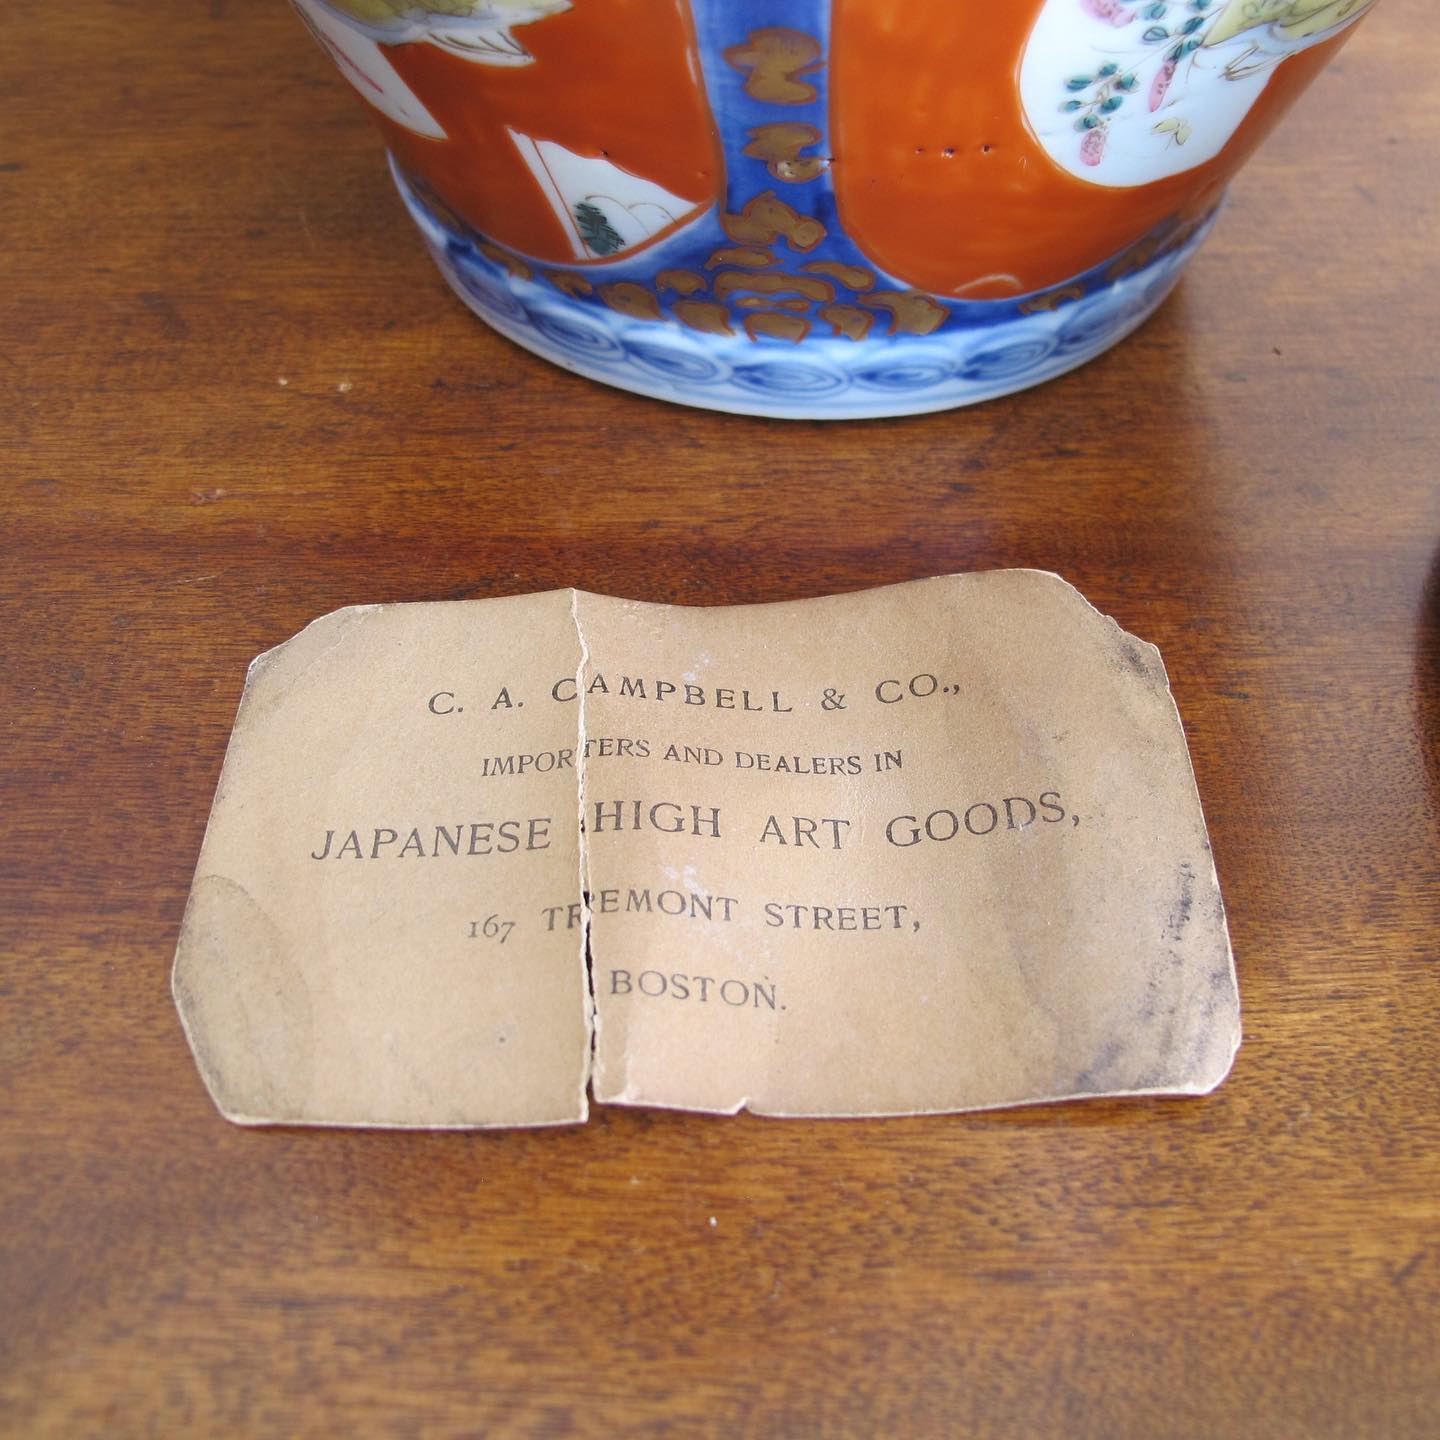 C. A. CAMPBELL & CO.,
IMPORTERS AND DEALERS IN
JAPANESE HIGH ART GOODS,
167 TREMONT STREET,
BOSTON.